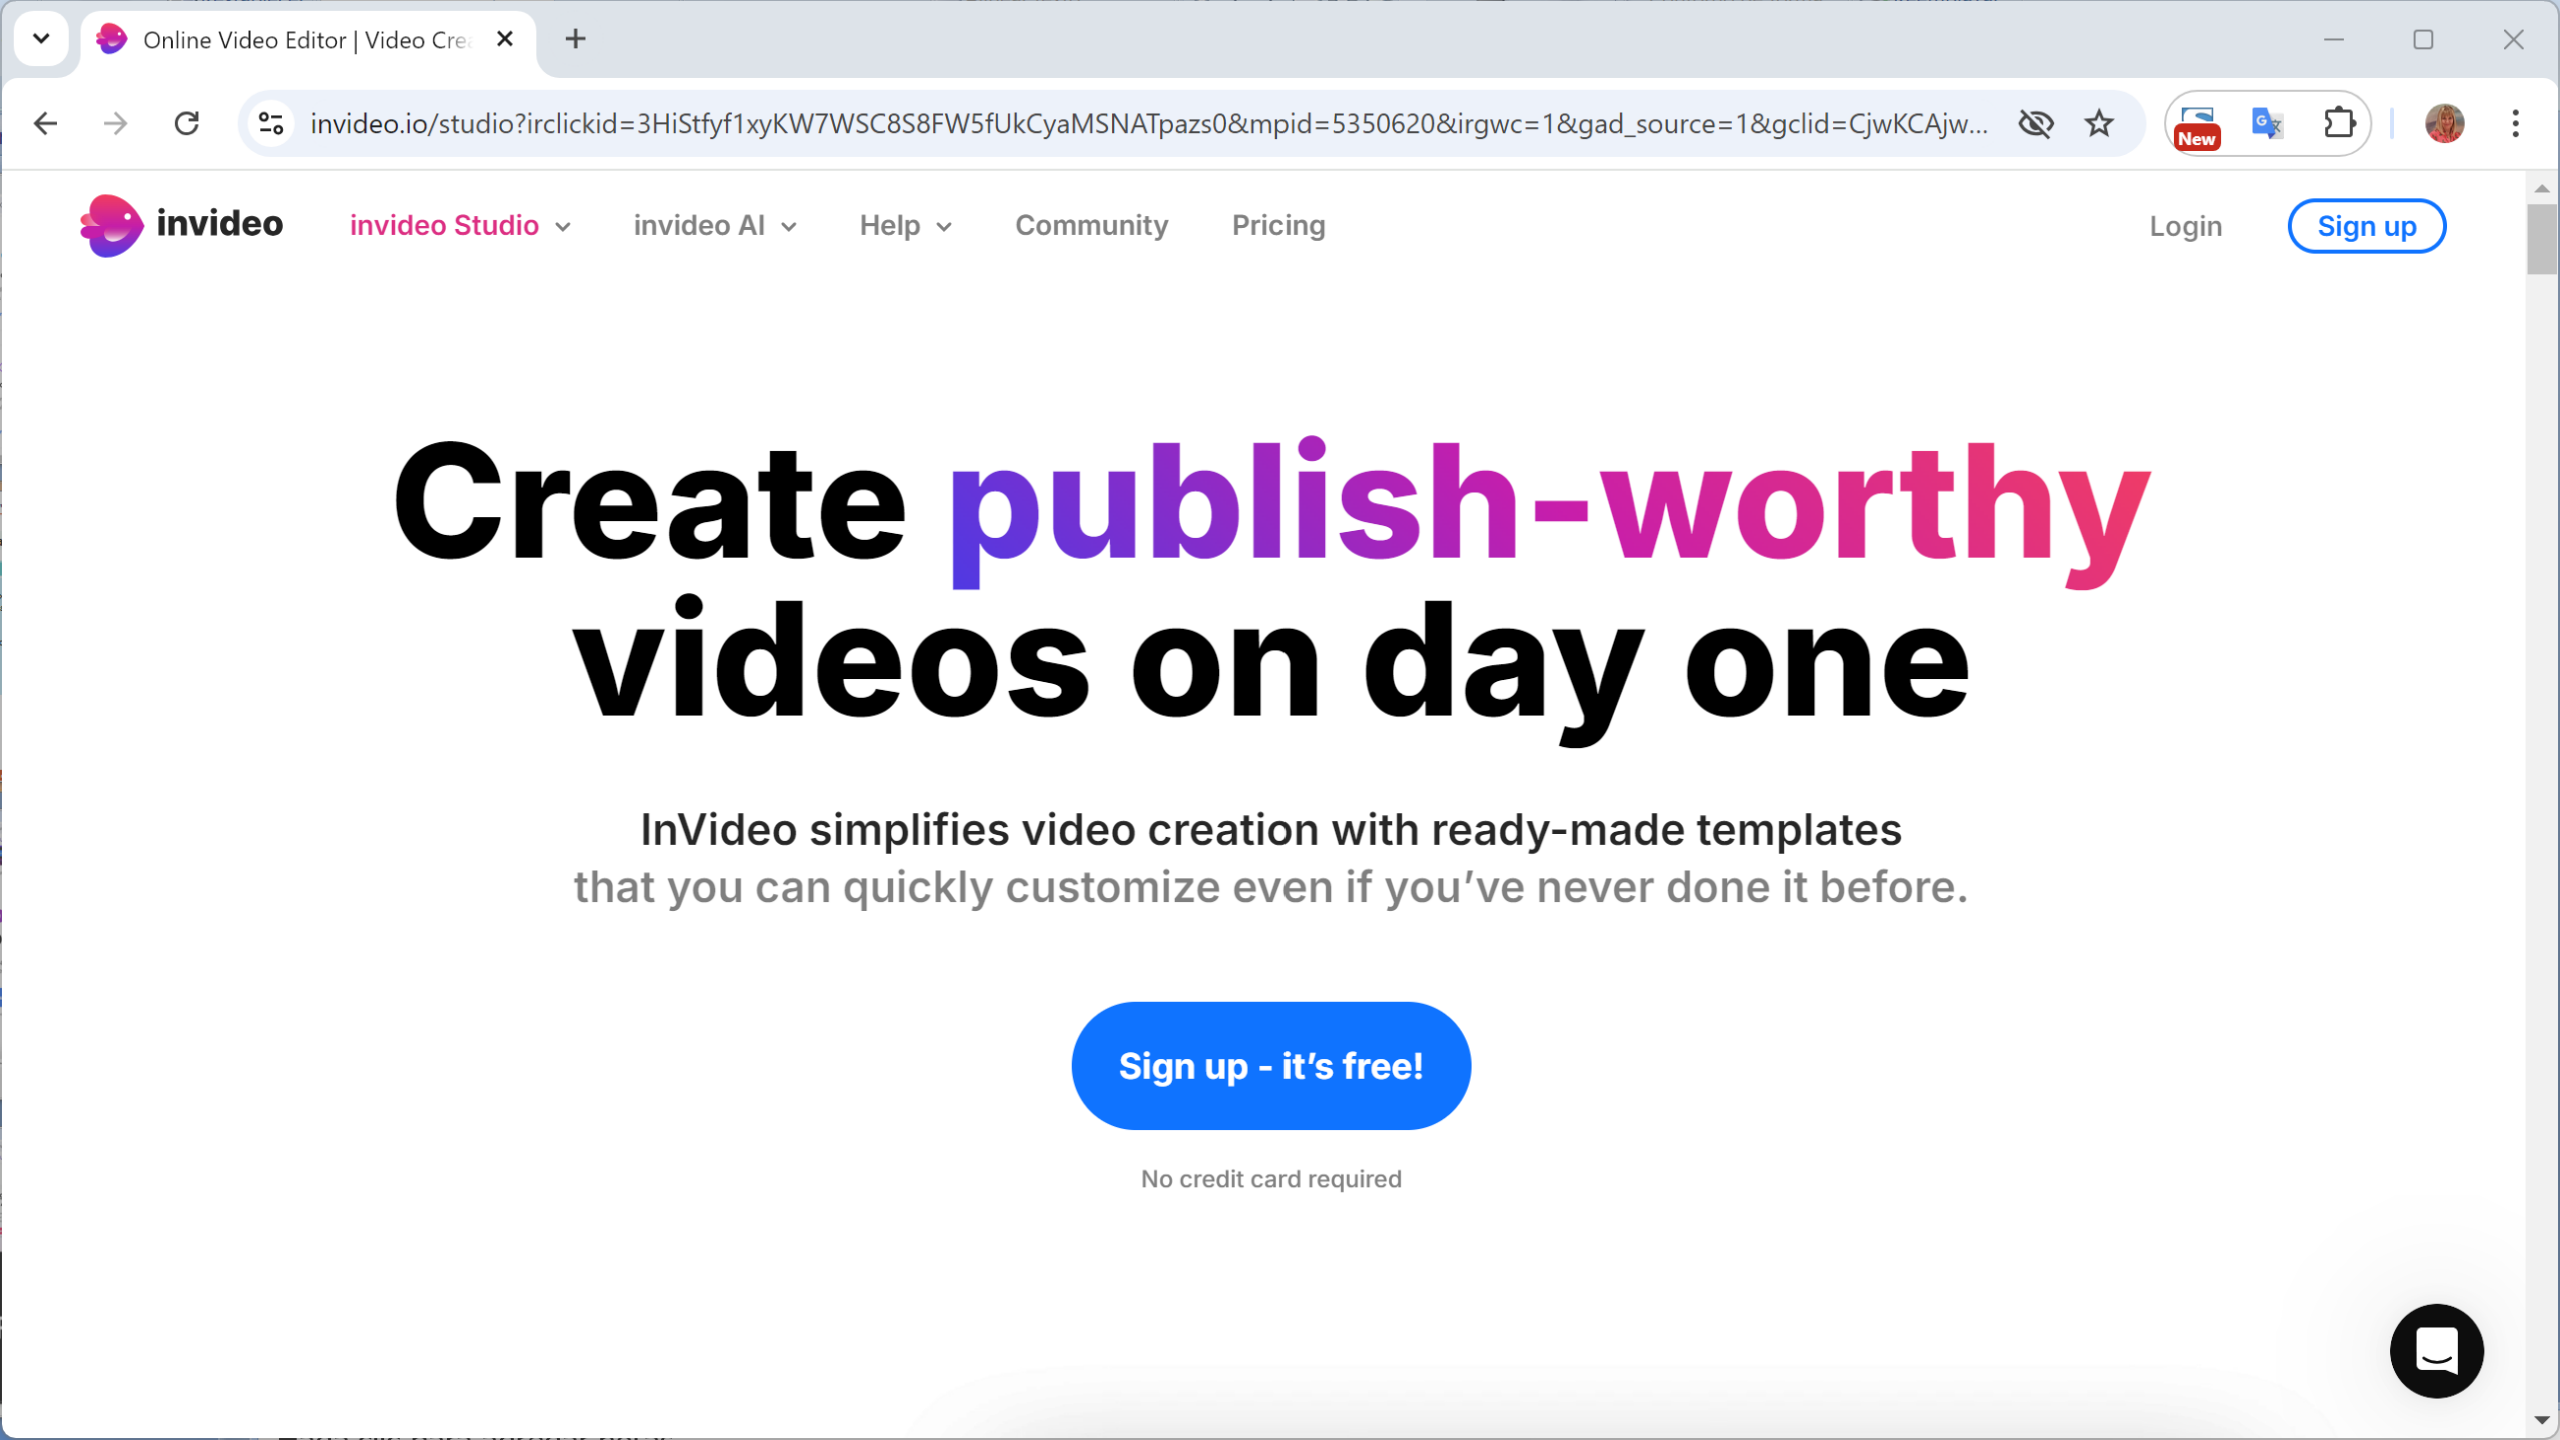 Online Video Editor | Video Crea
invideo.io/studio?irclickid=3HiStfyf1xyKW7WSC8S8FW5fUkCyaMSNATpazs0&mpid=5350620&irgwc=1&gad_source=1&gclid=CjwKCAjw...
New
invideo
invideo Studio
invideo AI
Help
Community
Pricing
Login
Sign up
Create publish-worthy
videos on day one
InVideo simplifies video creation with ready-made templates
that you can quickly customize even if you’ve never done it before.
Sign up - it’s free!
No credit card required